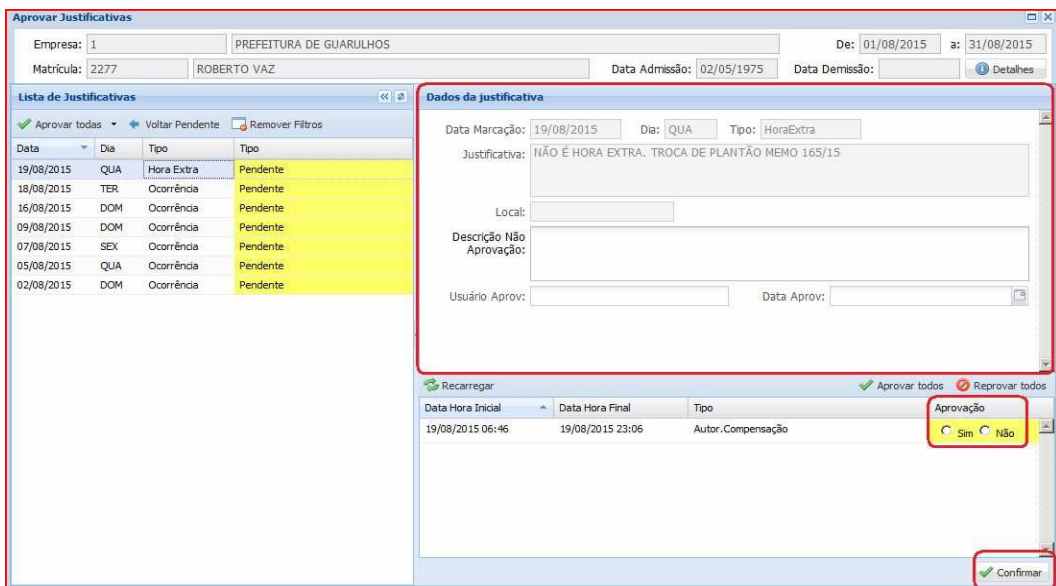 Aprovar Justificativas
Empresa: 1 PREFEITURA DE GUARULHOS De: 01/08/2015 a: 31/08/2015
Matrícula: 2277 ROBERTO VAZ Data Admissão: 02/05/1975 Data Demissão: Detalhes
Lista de Justificativas
Aprovar todas Voltar Pendente Remover Filtros
Data Dia Tipo Tipo
19/08/2015 QUA Hora Extra Pendente
18/08/2015 TER Ocorrência Pendente
16/08/2015 DOM Ocorrência Pendente
09/08/2015 DOM Ocorrência Pendente
07/08/2015 SEX Ocorrência Pendente
05/08/2015 QUA Ocorrência Pendente
02/08/2015 DOM Ocorrência Pendente
Dados da justificativa
Data Marcação: 19/08/2015 Dia: QUA Tipo: HoraExtra
Justificativa: NÃO É HORA EXTRA. TROCA DE PLANTÃO MEMO 165/15
Local:
Descrição Não
Aprovação:
Usuário Aprov: Data Aprov:
Recarregar Aprovar todos Reprovar todos
Data Hora Inicial Data Hora Final Tipo Aprovação
19/08/2015 06:46 19/08/2015 23:06 Autor.Compensação Sim Não
Confirmar